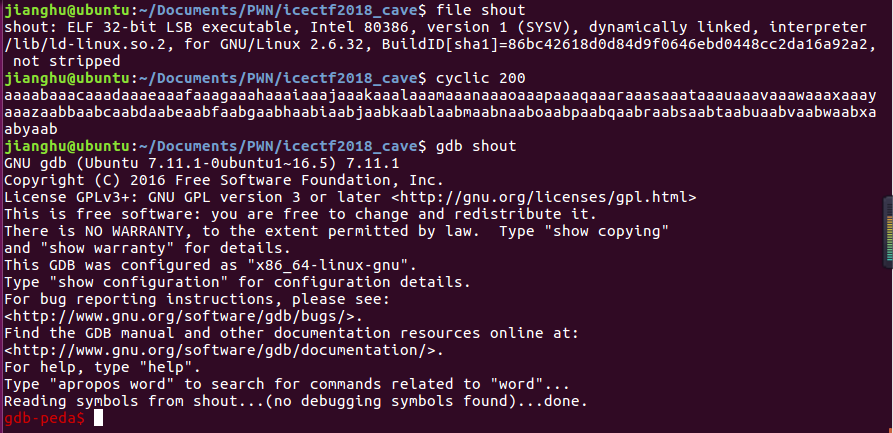 jianghu@ubuntu:~/Documents/PWN/icectf2018_cave$ file shout
shout: ELF 32-bit LSB executable, Intel 80386, version 1 (SYSV), dynamically linked, interpreter
/lib/ld-linux.so.2, for GNU/Linux 2.6.32, BuildID[sha1]=86bc42618d0d84d9f0646ebd0448cc2da16a92a2,
 not stripped
jianghu@ubuntu:~/Documents/PWN/icectf2018_cave$ cyclic 200
aaaabaaacaaadaaaeaaafaaagaaahaaaiaaajaaakaaalaaamaaanaaaoaaapaaaqaaaraaasaaataaauaaavaaawaaaxaaay
aaazaabbaabcaabdaabeaabfaabgaabhaabiaabjaabkaablaabmaabnaaboaabpaabqaabraabsaabtaabuaabvaabwaabxa
abyaab
jianghu@ubuntu:~/Documents/PWN/icectf2018_cave$ gdb shout
GNU gdb (Ubuntu 7.11.1-0ubuntu1~16.5) 7.11.1
Copyright (C) 2016 Free Software Foundation, Inc.
License GPLv3+: GNU GPL version 3 or later <http://gnu.org/licenses/gpl.html>
This is free software: you are free to change and redistribute it.
There is NO WARRANTY, to the extent permitted by law.  Type "show copying"
and "show warranty" for details.
This GDB was configured as "x86_64-linux-gnu".
Type "show configuration" for configuration details.
For bug reporting instructions, please see:
<http://www.gnu.org/software/gdb/bugs/>.
Find the GDB manual and other documentation resources online at:
<http://www.gnu.org/software/gdb/documentation/>.
For help, type "help".
Type "apropos word" to search for commands related to "word"...
Reading symbols from shout...(no debugging symbols found)...done.
gdb-peda$